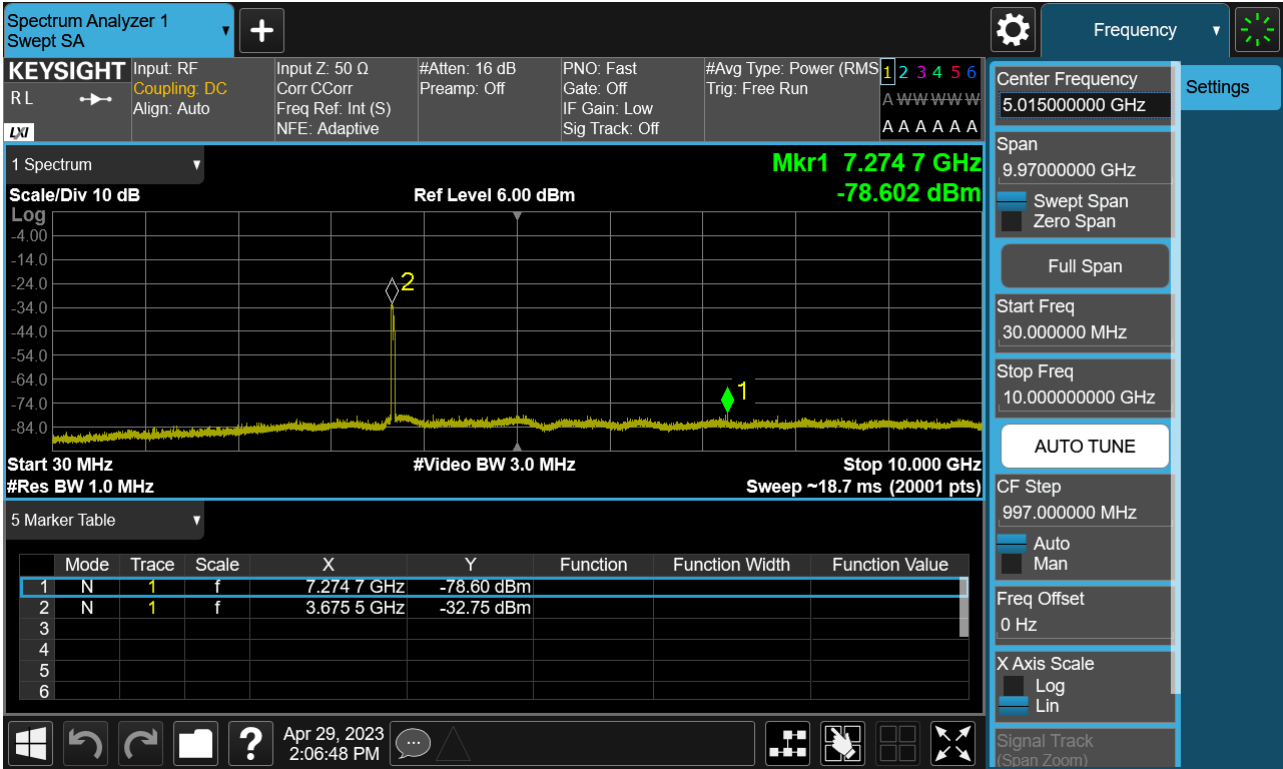 Spectrum Analyzer 1
Swept SA
+
Frequency
KEYSIGHT
R L
LXI
Input: RF
Coupling: DC
Align: Auto
Input Z: 50 Ω
Corr CCorr
Freq Ref: Int (S)
NFE: Adaptive
#Atten: 16 dB
Preamp: Off
PNO: Fast
Gate: Off
IF Gain: Low
Sig Track: Off
#Avg Type: Power (RMS
Trig: Free Run
1 2 3 4 5 6
A W W W W W
A A A A A A
1 Spectrum
Mkr1 7.274 7 GHz
-78.602 dBm
Scale/Div 10 dB
Ref Level 6.00 dBm
Log
-4.00
-14.0
-24.0
-34.0
-44.0
-54.0
-64.0
-74.0
-84.0
2
1
Start 30 MHz
#Video BW 3.0 MHz
Stop 10.000 GHz
#Res BW 1.0 MHz
Sweep ~18.7 ms (20001 pts)
5 Marker Table
Mode Trace Scale X Y Function Function Width Function Value
1 N 1 f 7.274 7 GHz -78.60 dBm
2 N 1 f 3.675 5 GHz -32.75 dBm
3
4
5
6
?
Apr 29, 2023
2:06:48 PM
Center Frequency
5.015000000 GHz
Span
9.97000000 GHz
Swept Span
Zero Span
Full Span
Start Freq
30.000000 MHz
Stop Freq
10.000000000 GHz
AUTO TUNE
CF Step
997.000000 MHz
Auto
Man
Freq Offset
0 Hz
X Axis Scale
Log
Lin
Signal Track
(Span Zoom)
Settings